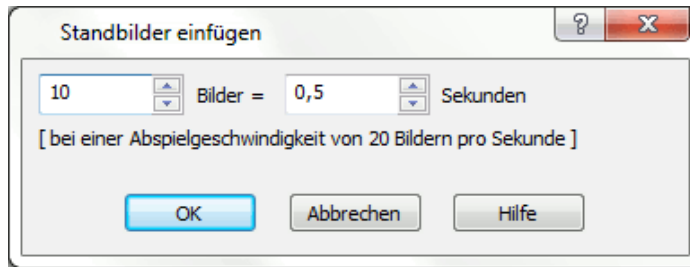 Standbilder einfügen
10 Bilder = 0,5 Sekunden
[ bei einer Abspielgeschwindigkeit von 20 Bildern pro Sekunde ]
OK Abbrechen Hilfe